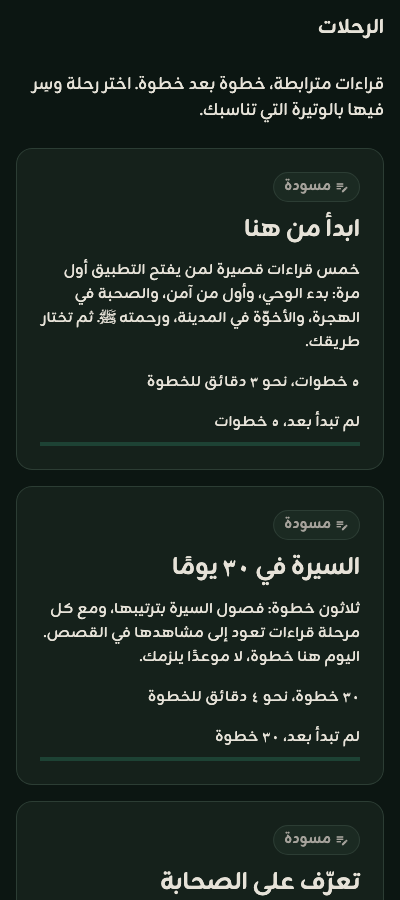 الرحلات
قراءات مترابطة، خطوة بعد خطوة. اختر رحلة وسِر
فيها بالوتيرة التي تناسبك.
مسودة
ابدأ من هنا
خمس قراءات قصيرة لمن يفتح التطبيق أول
مرة: بدء الوحي، وأول من آمن، والصحبة في
الهجرة، والأخوّة في المدينة، ورحمته ﷺ. ثم تختار
طريقك.
٥ خطوات، نحو ٣ دقائق للخطوة
لم تبدأ بعد، ٥ خطوات
مسودة
السيرة في ٣٠ يومًا
ثلاثون خطوة: فصول السيرة بترتيبها، ومع كل
مرحلة قراءات تعود إلى مشاهدها في القصص.
اليوم هنا خطوة، لا موعدًا يلزمك.
٣٠ خطوة، نحو ٤ دقائق للخطوة
لم تبدأ بعد، ٣٠ خطوة
مسودة
تعرّف على الصحابة